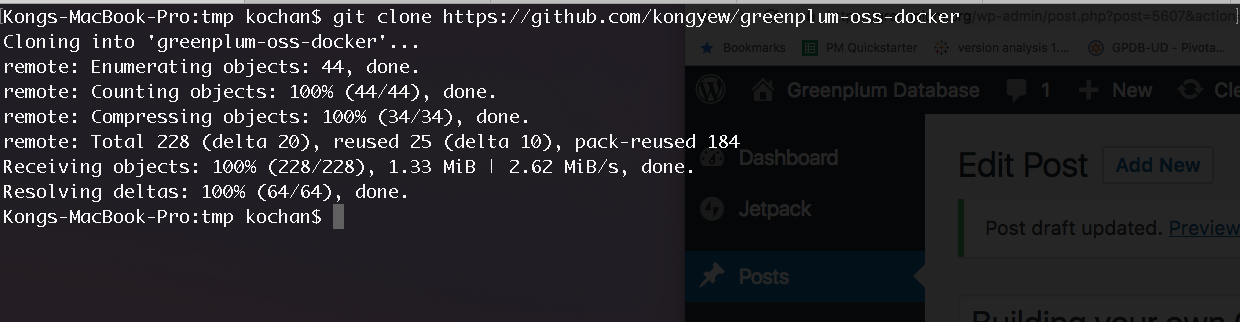 Kongs-MacBook-Pro:tmp kochan$ git clone https://github.com/kongyew/greenplum-oss-docker
Cloning into 'greenplum-oss-docker'...
remote: Enumerating objects: 44, done.
remote: Counting objects: 100% (44/44), done.
remote: Compressing objects: 100% (34/34), done.
remote: Total 228 (delta 20), reused 25 (delta 10), pack-reused 184
Receiving objects: 100% (228/228), 1.33 MiB | 2.62 MiB/s, done.
Resolving deltas: 100% (64/64), done.
Kongs-MacBook-Pro:tmp kochan$
org/wp-admin/post.php?post=5607&action
Bookmarks PM Quickstarter version analysis 1.... GPDB-UD - Pivota...
Greenplum Database 1 New Cle
Dashboard
Jetpack
Posts
Edit Post Add New
Post draft updated. Preview
Building your own